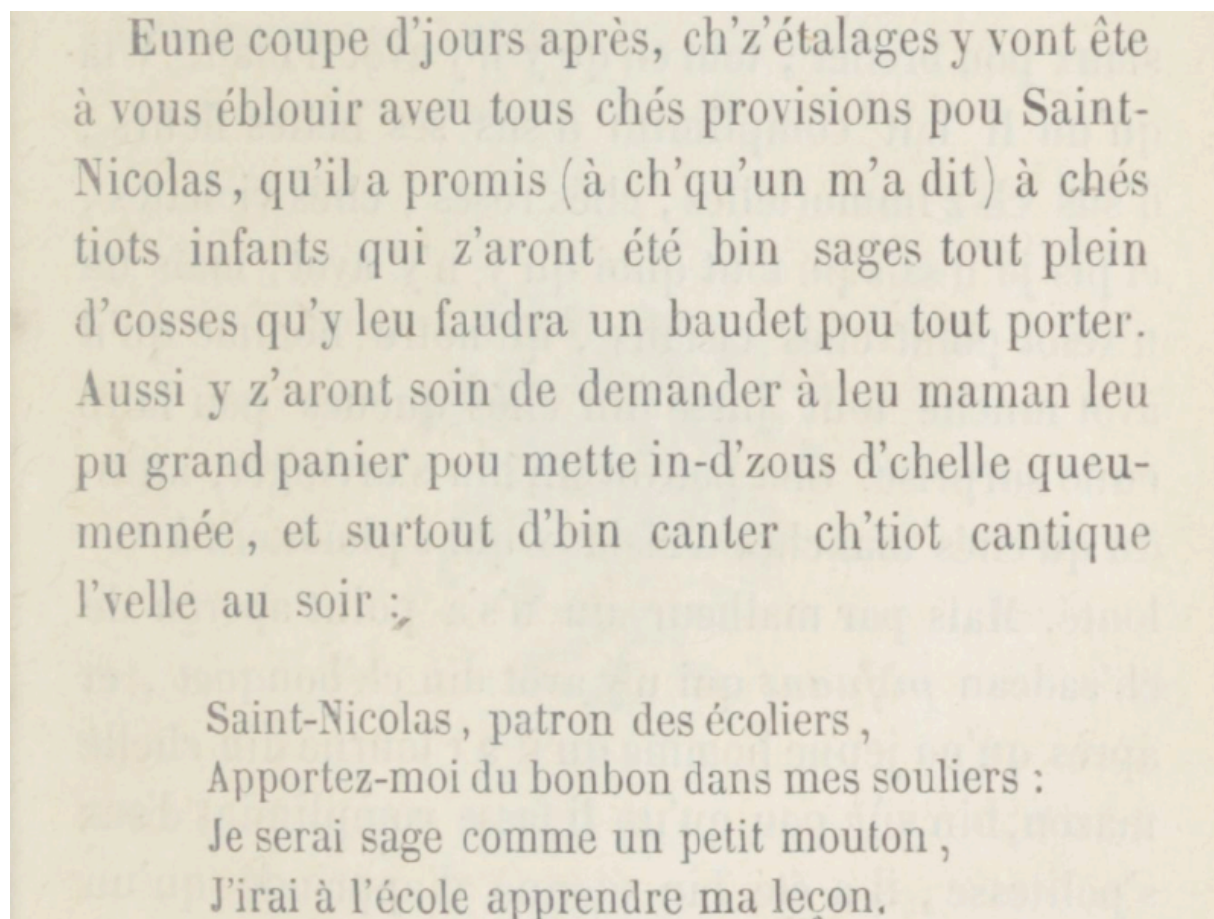 Eune coupe d'jours après, ch'z'étalages y vont ête
à vous éblouir aveu tous chés provisions pou Saint-
Nicolas, qu'il a promis (à ch'qu'un m'a dit) à chés
tiots infants qui z'aront été bin sages tout plein
d'cosses qu'y leu faudra un baudet pou tout porter.
Aussi y z'aront soin de demander à leu maman leu
pu grand panier pou mette in-d'zous d'chelle queu-
mennée, et surtout d'bin canter ch'tiot cantique
l'velle au soir :
Saint-Nicolas, patron des écoliers,
Apportez-moi du bonbon dans mes souliers :
Je serai sage comme un petit mouton,
J'irai à l'école apprendre ma leçon.